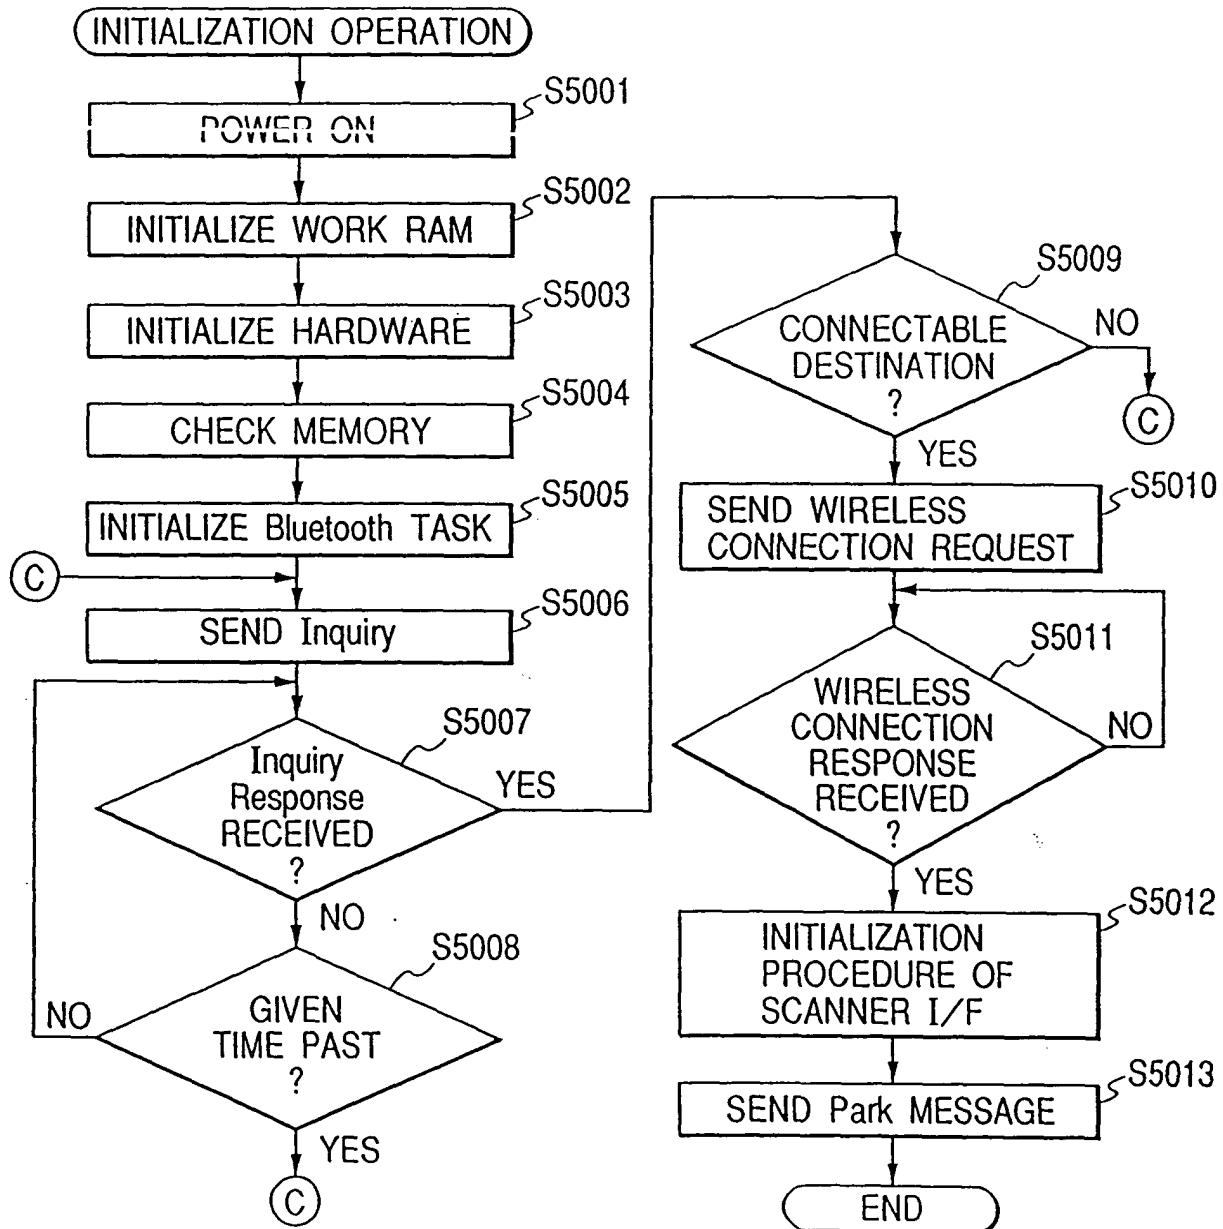 INITIALIZATION OPERATION
S5001
POWER ON
S5002
INITIALIZE WORK RAM
S5003
INITIALIZE HARDWARE
S5004
CHECK MEMORY
S5005
INITIALIZE Bluetooth TASK
C
S5006
SEND Inquiry
S5007
Inquiry
Response
RECEIVED
?
YES
NO
S5008
GIVEN
TIME PAST
?
NO
YES
C
S5009
CONNECTABLE
DESTINATION
?
NO
C
YES
S5010
SEND WIRELESS
CONNECTION REQUEST
S5011
WIRELESS
CONNECTION
RESPONSE
RECEIVED
?
NO
YES
S5012
INITIALIZATION
PROCEDURE OF
SCANNER I/F
S5013
SEND Park MESSAGE
END